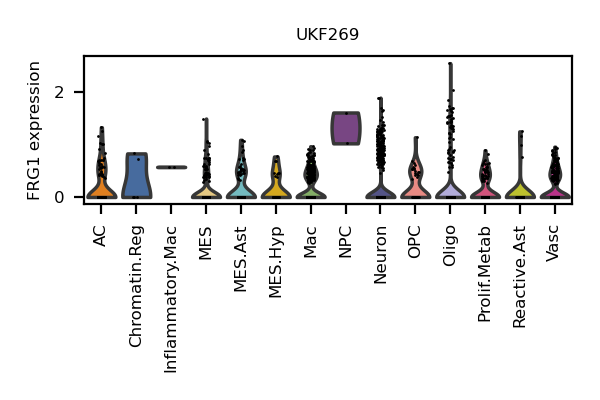 UKF269
FRG1 expression
2
0
AC
Chromatin.Reg
Inflammatory.Mac
MES
MES.Ast
MES.Hyp
Mac
NPC
Neuron
OPC
Oligo
Prolif.Metab
Reactive.Ast
Vasc